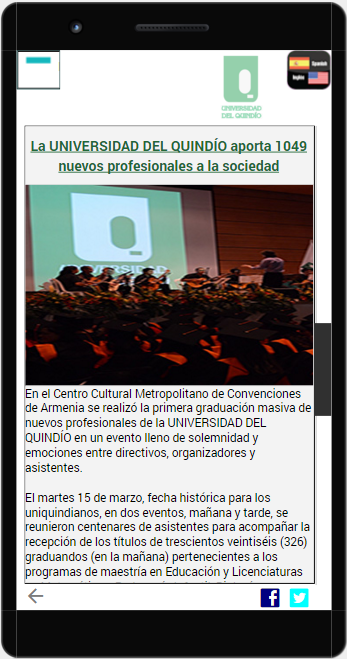 UNIVERSIDAD
DEL QUINDÍO
Spanish
Inglés
La UNIVERSIDAD DEL QUINDÍO aporta 1049
nuevos profesionales a la sociedad
UNIVERSIDAD
En el Centro Cultural Metropolitano de Convenciones
de Armenia se realizó la primera graduación masiva de
nuevos profesionales de la UNIVERSIDAD DEL
QUINDÍO en un evento lleno de solemnidad y
emociones entre directivos, organizadores y
asistentes.
El martes 15 de marzo, fecha histórica para los
uniquindianos, en dos eventos, mañana y tarde, se
reunieron centenares de asistentes para acompañar la
recepción de los títulos de trescientos veintiséis (326)
graduandos (en la mañana) pertenecientes a los
programas de maestría en Educación y Licenciaturas